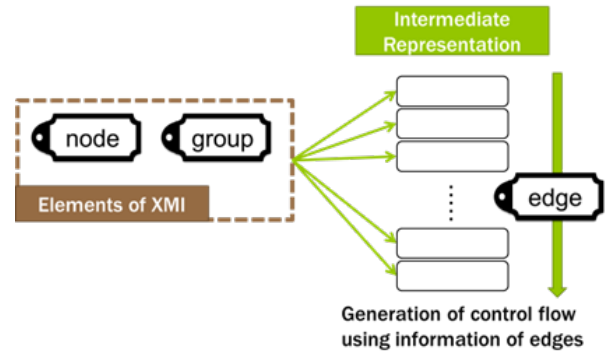 Intermediate
Representation
node
group
Elements of XMI
edge
Generation of control flow
using information of edges